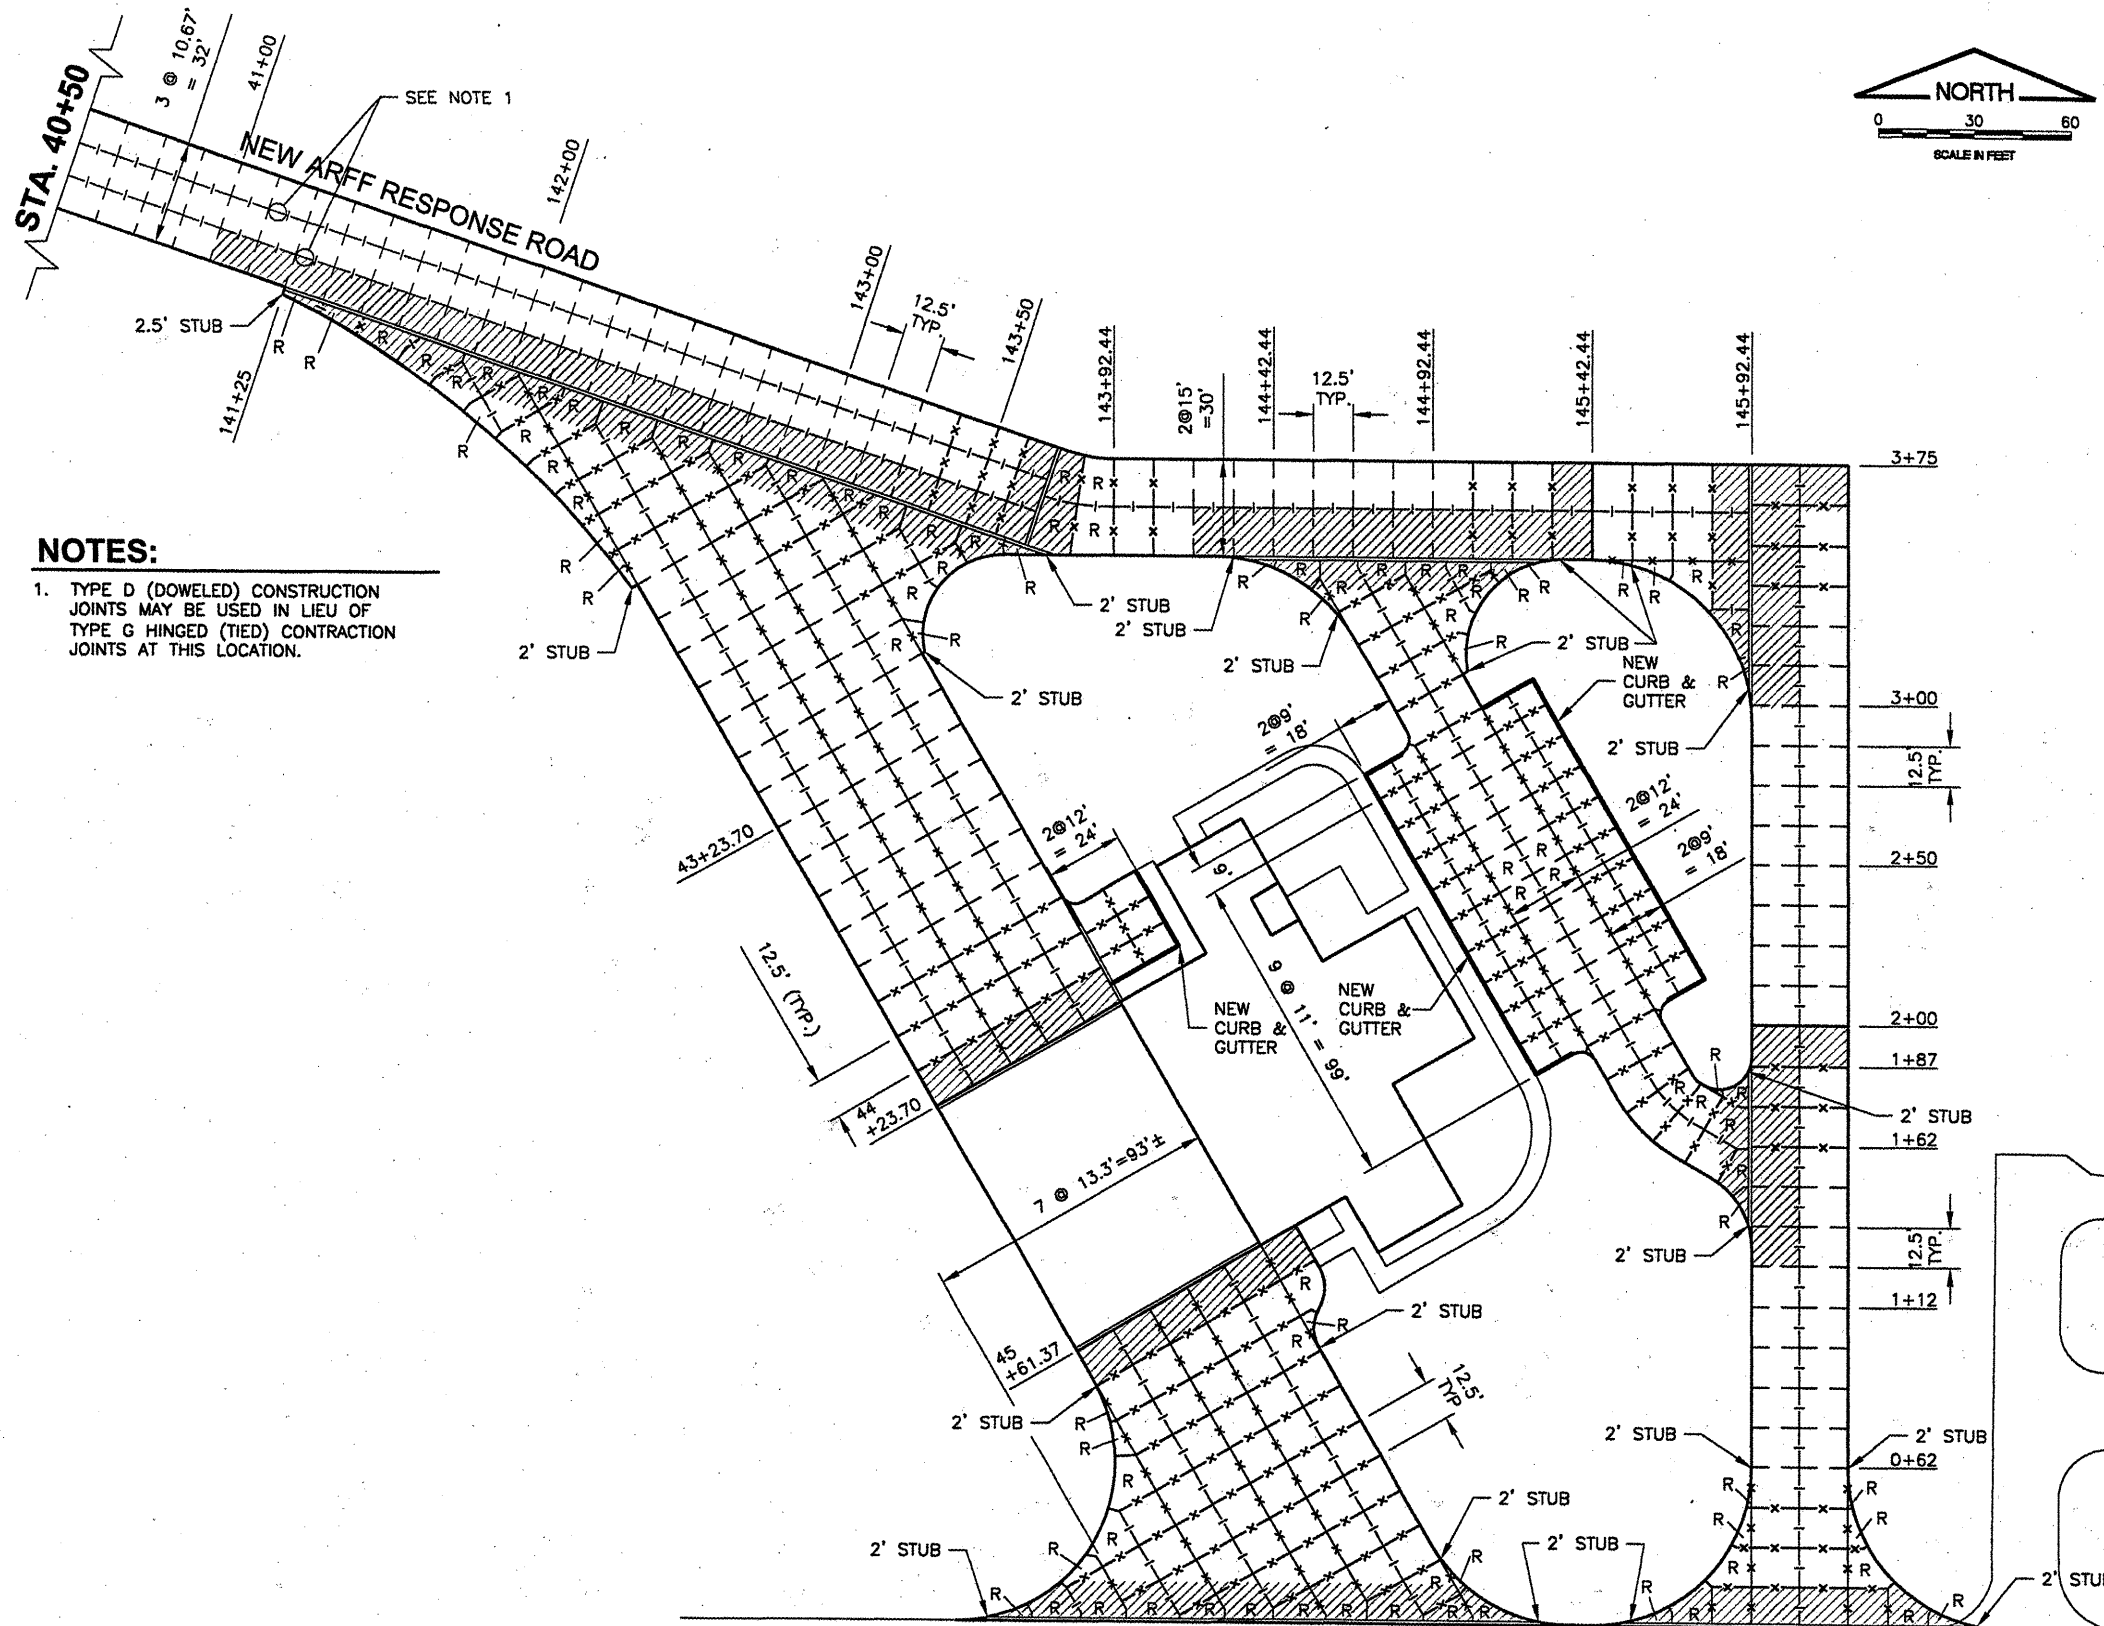 STA. 40+50
3 @ 10.67'
= 32'
41+00
SEE NOTE 1
NEW ARFF RESPONSE ROAD
142+00
143+00
12.5'
TYP.
143+50
NORTH
0 30 60
SCALE IN FEET
2.5' STUB
141+25
R
R
R
143+92.44
2@15'
=30'
144+42.44
12.5'
TYP.
144+92.44
145+42.44
145+92.44
3+75
NOTES:
1. TYPE D (DOWELED) CONSTRUCTION
JOINTS MAY BE USED IN LIEU OF
TYPE G HINGED (TIED) CONTRACTION
JOINTS AT THIS LOCATION.
2' STUB
2' STUB
2' STUB
2' STUB
2' STUB
2' STUB
NEW
CURB &
GUTTER
2' STUB
3+00
12.5'
TYP.
2+50
2@9'
= 18'
2@12'
= 24'
2@9'
= 18'
43+23.70
2@12'
= 24'
9'
9 @ 11' = 99'
12.5' (TYP.)
NEW
CURB &
GUTTER
NEW
CURB &
GUTTER
2+00
1+87
2' STUB
1+62
44
+23.70
7 @ 13.3'=93'±
2' STUB
12.5'
TYP.
1+12
45
+61.37
2' STUB
2' STUB
12.5'
TYP
2' STUB
2' STUB
0+62
2' STUB
2' STUB
2' STUB
2' STU